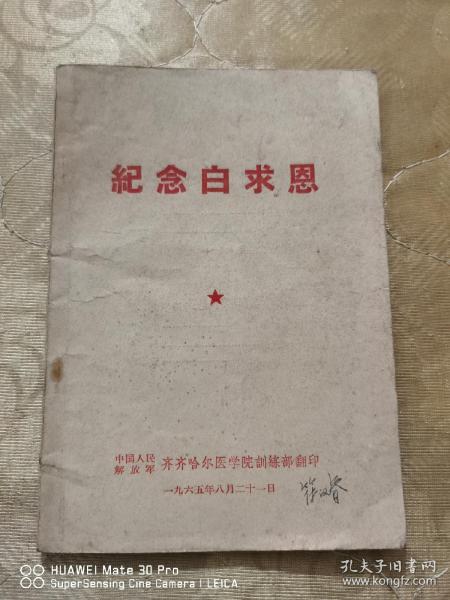 紀念白求恩
中国人民
解放军
齐齐哈尔医学院訓練部翻印
一九六五年八月二十一日
HUAWEI Mate 30 Pro
SuperSensing Cine Camera | LEICA
孔夫子旧书网
www.kongfz.com